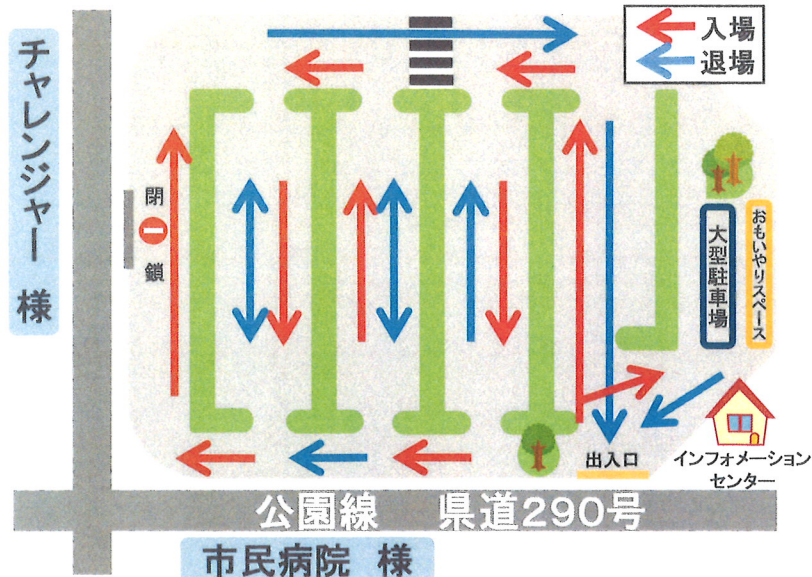 入場
退場
チャレンジャー 様
閉
鎖
大型駐車場
おもいやりスペース
出入口
インフォメーション
センター
公園線 県道290号
市民病院 様